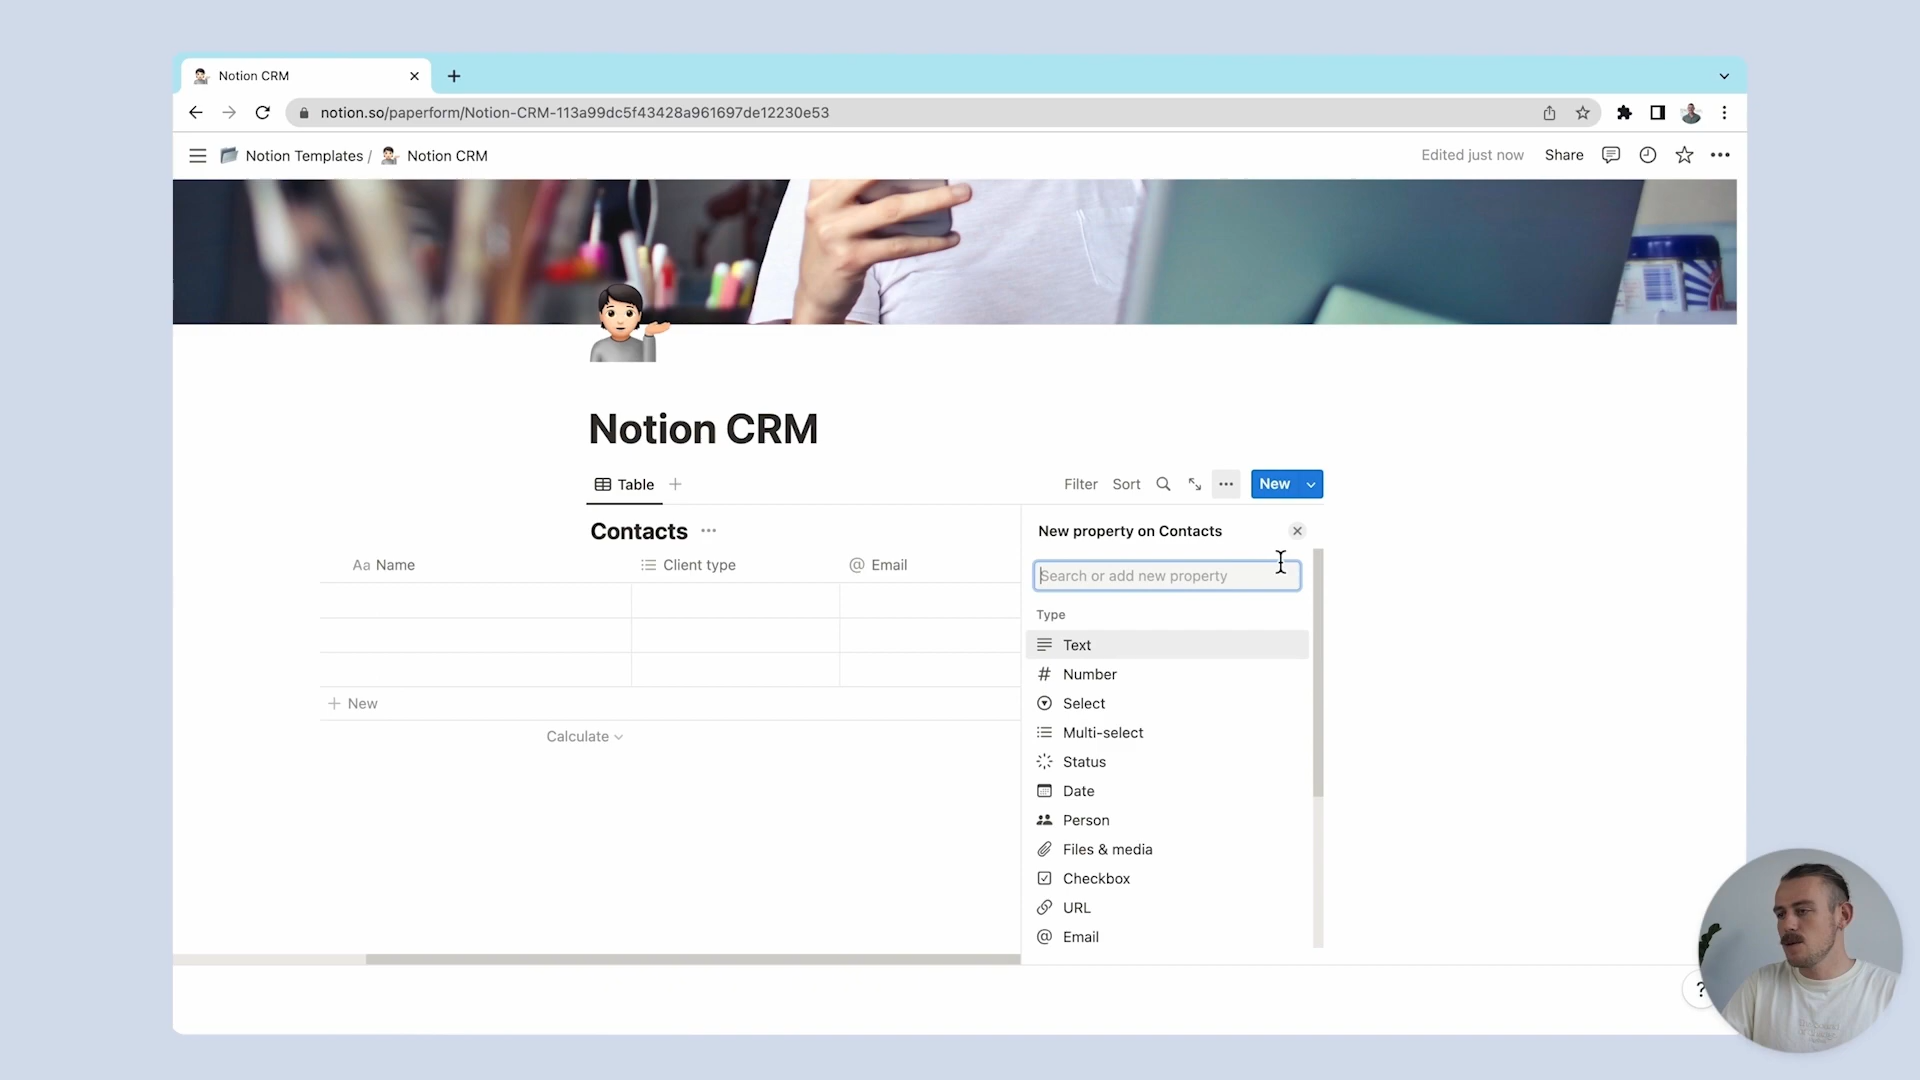 Notion CRM
notion.so/paperform/Notion-CRM-113a99dc5f43428a961697de12230e53
Notion Templates / Notion CRM
Edited just now
Share
Notion CRM
Table
Filter
Sort
New
Contacts
New property on Contacts
Aa Name
Client type
@ Email
Search or add new property
Type
Text
# Number
Select
Multi-select
Status
Date
Person
Files & media
Checkbox
URL
@ Email
+ New
Calculate
?